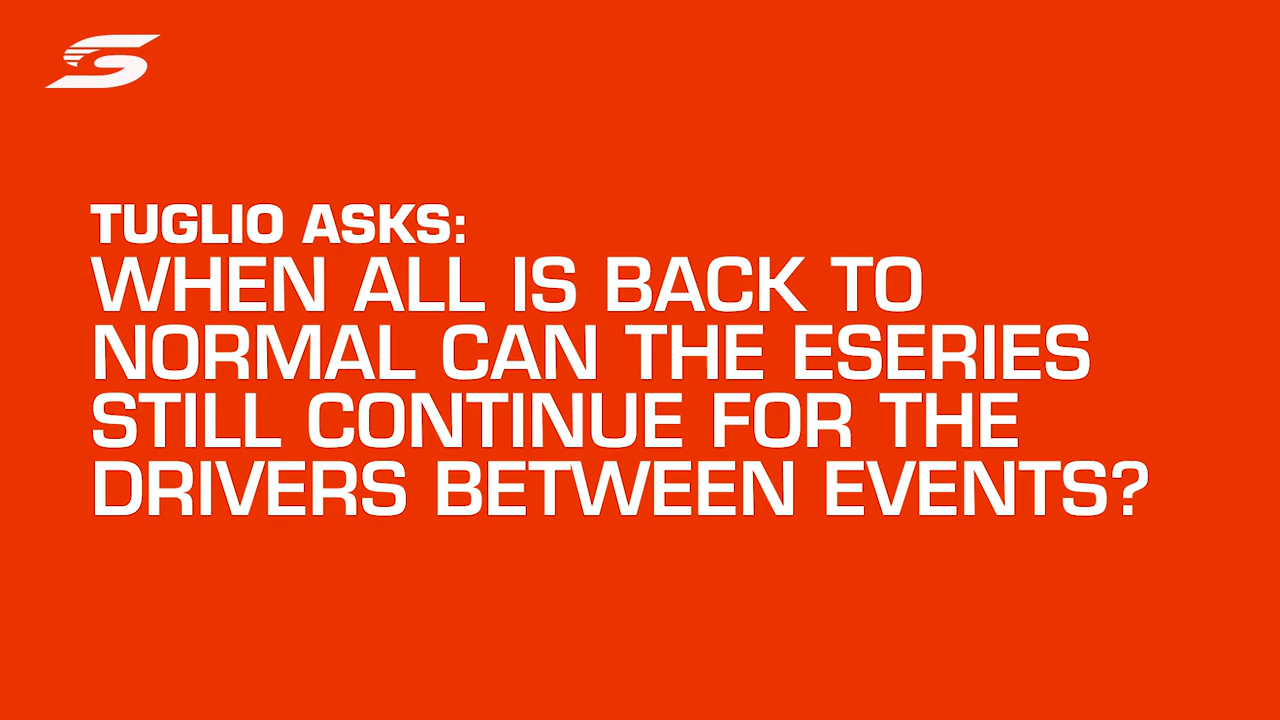 TUGLIO ASKS:
WHEN ALL IS BACK TO
NORMAL CAN THE ESERIES
STILL CONTINUE FOR THE
DRIVERS BETWEEN EVENTS?